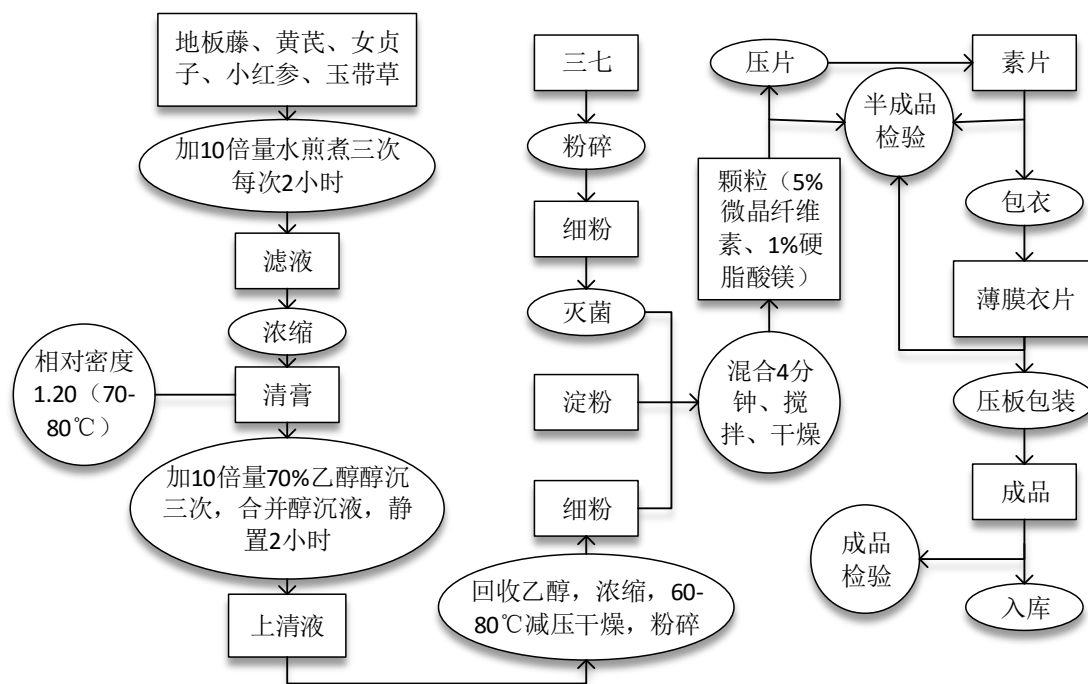 地板藤、黄芪、女贞
子、小红参、玉带草
加10倍量水煎煮三次
每次2小时
滤液
浓缩
相对密度
1.20（70-
80℃）
清膏
加10倍量70%乙醇醇沉
三次，合并醇沉液，静
置2小时
上清液
三七
粉碎
细粉
灭菌
淀粉
细粉
回收乙醇，浓缩，60-
80℃减压干燥，粉碎
混合4分
钟、搅
拌、干燥
颗粒（5%
微晶纤维
素、1%硬
脂酸镁）
压片
素片
半成品
检验
包衣
薄膜衣片
压板包装
成品
成品
检验
入库